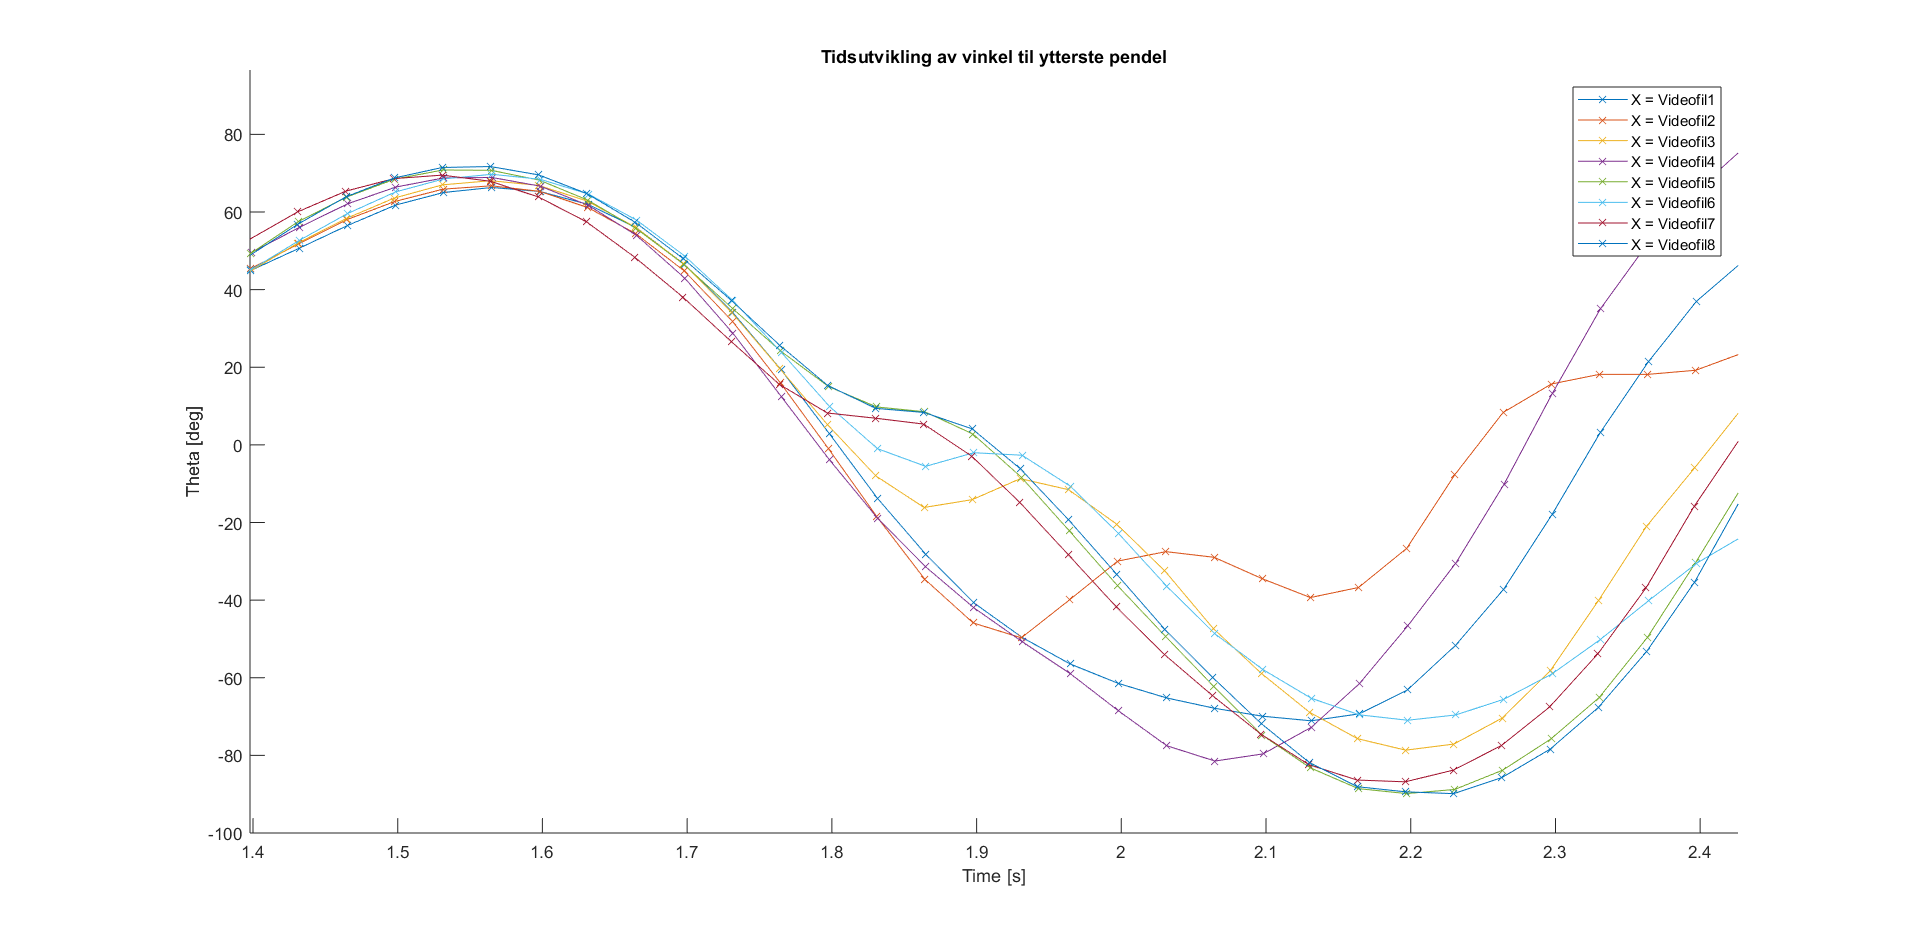 Tidsutvikling av vinkel til ytterste pendel
X = Videofil1
X = Videofil2
X = Videofil3
X = Videofil4
X = Videofil5
X = Videofil6
X = Videofil7
X = Videofil8
80
60
40
20
0
-20
-40
-60
-80
-100
Theta [deg]
1.4 1.5 1.6 1.7 1.8 1.9 2 2.1 2.2 2.3 2.4
Time [s]